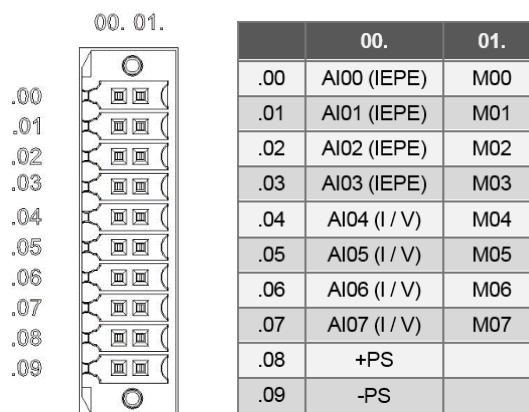 00. 01.
.00
.01
.02
.03
.04
.05
.06
.07
.08
.09
00. 01.
.00 AI00 (IEPE) M00
.01 AI01 (IEPE) M01
.02 AI02 (IEPE) M02
.03 AI03 (IEPE) M03
.04 AI04 (I / V) M04
.05 AI05 (I / V) M05
.06 AI06 (I / V) M06
.07 AI07 (I / V) M07
.08 +PS
.09 -PS